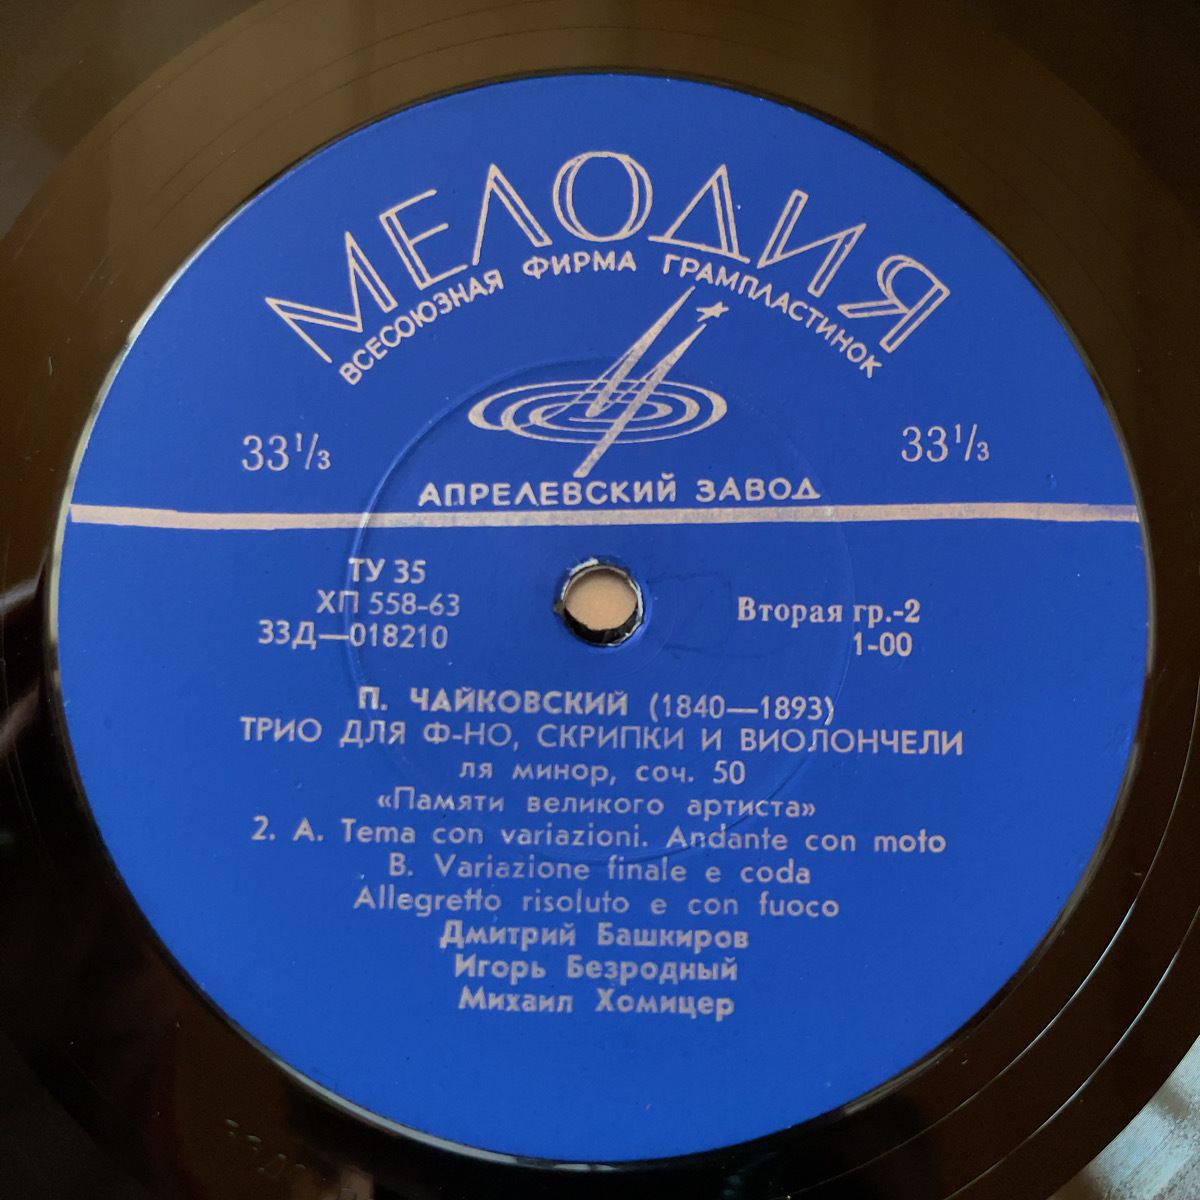 МЕЛОДИЯ
ВСЕСОЮЗНАЯ ФИРМА ГРАМПЛАСТИНОК
33⅓
33⅓
АПРЕЛЕВСКИЙ ЗАВОД
ТУ 35
ХП 558-63
33Д—018210
Вторая гр.-2
1-00
П. ЧАЙКОВСКИЙ (1840—1893)
ТРИО ДЛЯ Ф-НО, СКРИПКИ И ВИОЛОНЧЕЛИ
ля минор, соч. 50
«Памяти великого артиста»
2. А. Tema con variazioni. Andante con moto
В. Variazione finale e coda
Allegretto risoluto e con fuoco
Дмитрий Башкиров
Игорь Безродный
Михаил Хомицер